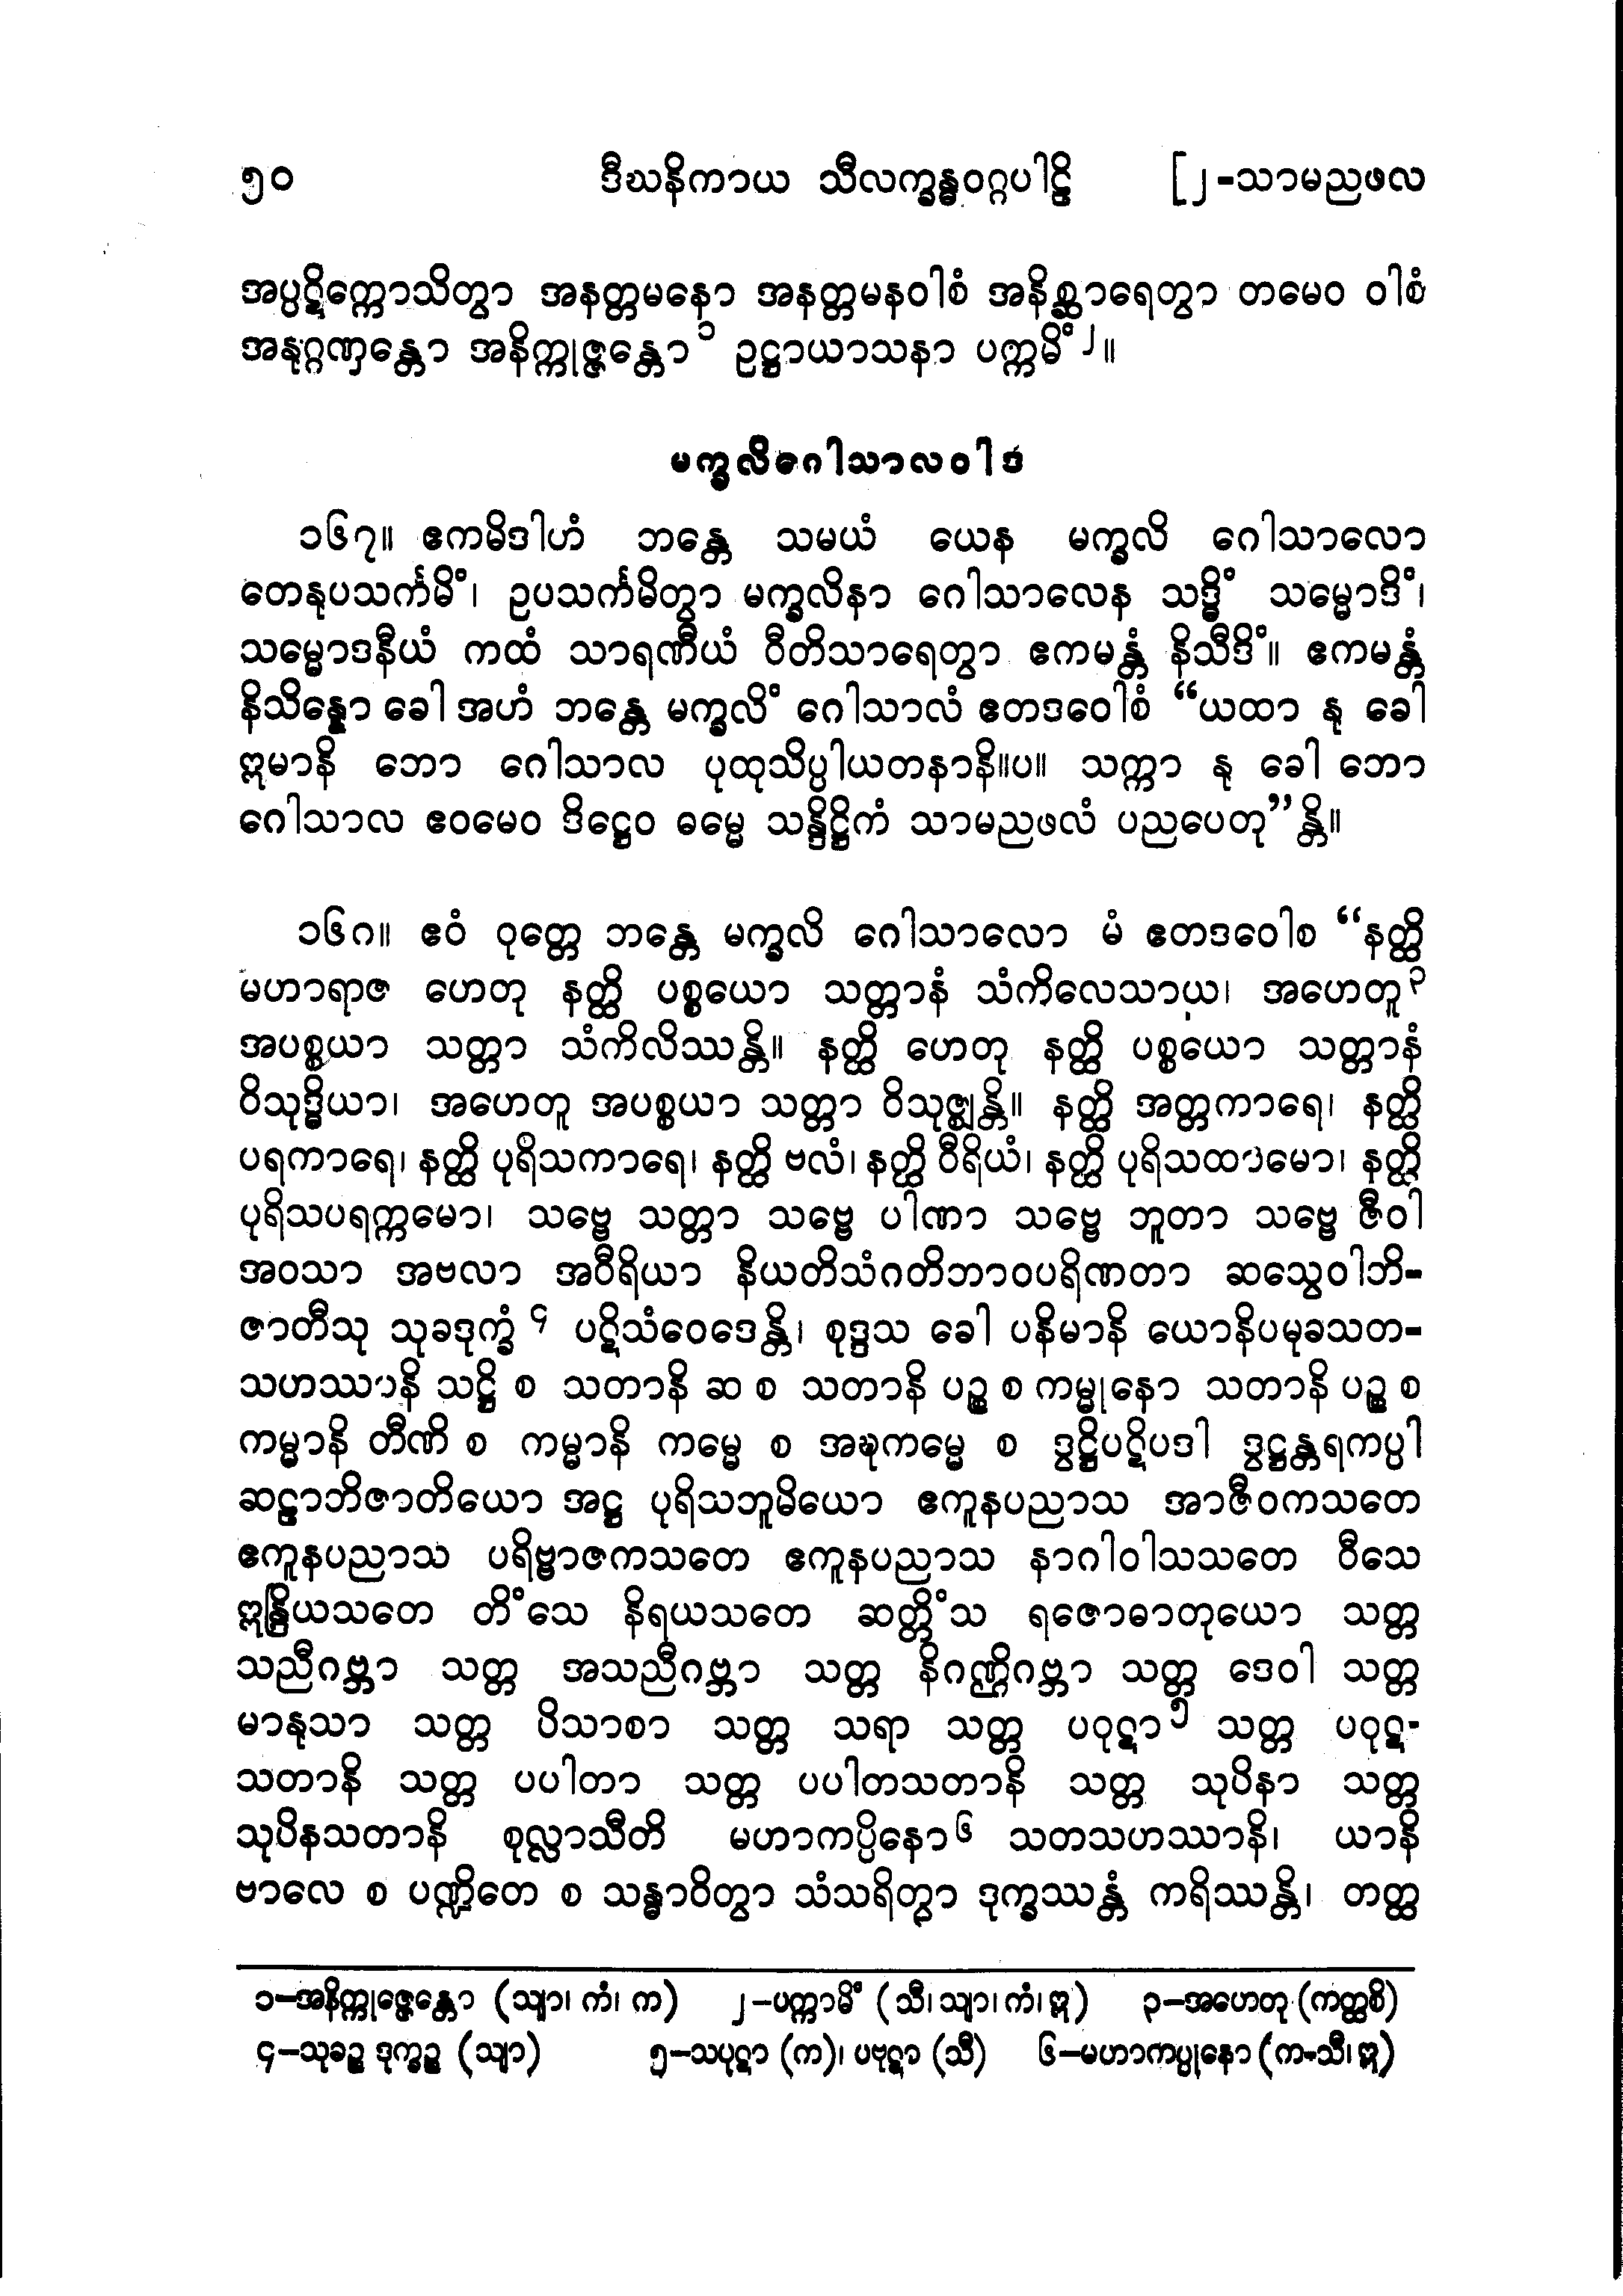 ၅၀ ဒီဃနိကာယ သီလက္ခန္ဓဝဂ္ဂပါဠိ [၂-သာမညဖလ
အပ္ပဋိက္ကောသိတွာ အနတ္တမနော အနတ္တမနဝါစံ အနိစ္ဆာရေတွာ တမေဝ ဝါစံ
အနုဂ္ဂဏှန္တော အနိက္ကုဇ္ဇန္တော၁ ဥဋ္ဌာယာသနာ ပက္ကမိံ၂။
မက္ခလိဂေါသာလဝါဒ
၁၆၇။ ဧကမိဒါဟံ ဘန္တေ သမယံ ယေန မက္ခလိ ဂေါသာလော
တေနုပသင်္ကမိံ၊ ဥပသင်္ကမိတွာ မက္ခလိနာ ဂေါသာလေန သဒ္ဓိံ သမ္မောဒိံ၊
သမ္မောဒနီယံ ကထံ သာရဏီယံ ဝီတိသာရေတွာ ဧကမန္တံ နိသီဒိံ။ ဧကမန္တံ
နိသိန္နော ခေါ အဟံ ဘန္တေ မက္ခလိံ ဂေါသာလံ ဧတဒဝေါစံ “ယထာ နု ခေါ
ဣမာနိ ဘော ဂေါသာလ ပုထုသိပ္ပါယတနာနိ။ပ။ သက္ကာ နု ခေါ ဘော
ဂေါသာလ ဧဝမေဝ ဒိဋ္ဌေဝ ဓမ္မေ သန္ဒိဋ္ဌိကံ သာမညဖလံ ပညပေတု”န္တိ။
၁၆၈။ ဧဝံ ဝုတ္တေ ဘန္တေ မက္ခလိ ဂေါသာလော မံ ဧတဒဝေါစ “နတ္ထိ
မဟာရာဇ ဟေတု နတ္ထိ ပစ္စယော သတ္တာနံ သံကိလေသာယ၊ အဟေတူ၃
အပစ္စယာ သတ္တာ သံကိလိဿန္တိ။ နတ္ထိ ဟေတု နတ္ထိ ပစ္စယော သတ္တာနံ
ဝိသုဒ္ဓိယာ၊ အဟေတူ အပစ္စယာ သတ္တာ ဝိသုဇ္ဈန္တိ။ နတ္ထိ အတ္တကာရေ၊ နတ္ထိ
ပရကာရေ၊ နတ္ထိ ပုရိသကာရေ၊ နတ္ထိ ဗလံ၊ နတ္ထိ ဝီရိယံ၊ နတ္ထိ ပုရိသထာမော၊ နတ္ထိ
ပုရိသပရက္ကမော၊ သဗ္ဗေ သတ္တာ သဗ္ဗေ ပါဏာ သဗ္ဗေ ဘူတာ သဗ္ဗေ ဇီဝါ
အဝသာ အဗလာ အဝီရိယာ နိယတိသံဂတိဘာဝပရိဏတာ ဆသွေဝါဘိ-
ဇာတီသု သုခဒုက္ခံ၄ ပဋိသံဝေဒေန္တိ၊ စုဒ္ဒသ ခေါ ပနိမာနိ ယောနိပမုခသတ-
သဟဿာနိ သဋ္ဌိ စ သတာနိ ဆ စ သတာနိ ပဉ္စ စ ကမ္မုနော သတာနိ ပဉ္စ စ
ကမ္မာနိ တီဏိ စ ကမ္မာနိ ကမ္မေ စ အဍ္ဎကမ္မေ စ ဒွဋ္ဌိပဋိပဒါ ဒွဋ္ဌန္တရကပ္ပါ
ဆဠာဘိဇာတိယော အဋ္ဌ ပုရိသဘူမိယော ဧကူနပညာသ အာဇီဝကသတေ
ဧကူနပညာသ ပရိဗ္ဗာဇကသတေ ဧကူနပညာသ နာဂါဝါသသတေ ဝီသေ
ဣန္ဒြိယသတေ တိံသေ နိရယသတေ ဆတ္တိံသ ရဇောဓာတုယော သတ္တ
သညီဂဗ္ဘာ သတ္တ အသညီဂဗ္ဘာ သတ္တ နိဂဏ္ဌိဂဗ္ဘာ သတ္တ ဒေဝါ သတ္တ
မာနုသာ သတ္တ ပိသာစာ သတ္တ သရာ သတ္တ ပဝုဋာ၅ သတ္တ ပဝုဋ-
သတာနိ သတ္တ ပပါတာ သတ္တ ပပါတသတာနိ သတ္တ သုပိနာ သတ္တ
သုပိနသတာနိ စုလ္လာသီတိ မဟာကပ္ပိနော၆ သတသဟဿာနိ၊ ယာနိ
ဗာလေ စ ပဏ္ဍိတေ စ သန္ဓာဝိတွာ သံသရိတွာ ဒုက္ခဿန္တံ ကရိဿန္တိ၊ တတ္ထ
၁-အနိက္ကုဇ္ဇေန္တော (သျာ၊ ကံ၊ က) ၂-ပက္ကာမိံ (သီ၊ သျာ၊ ကံ၊ ဣ) ၃-အဟေတု (ကတ္ထစိ)
၄-သုခဉ္စ ဒုက္ခဉ္စ (သျာ) ၅-သပုဋာ (က)၊ ပဗုဋာ (သီ) ၆-မဟာကပ္ပုနော (က-သီ၊ ဣ)